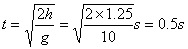 t = √(2h/g) = √(2×1.25/10) s = 0.5s